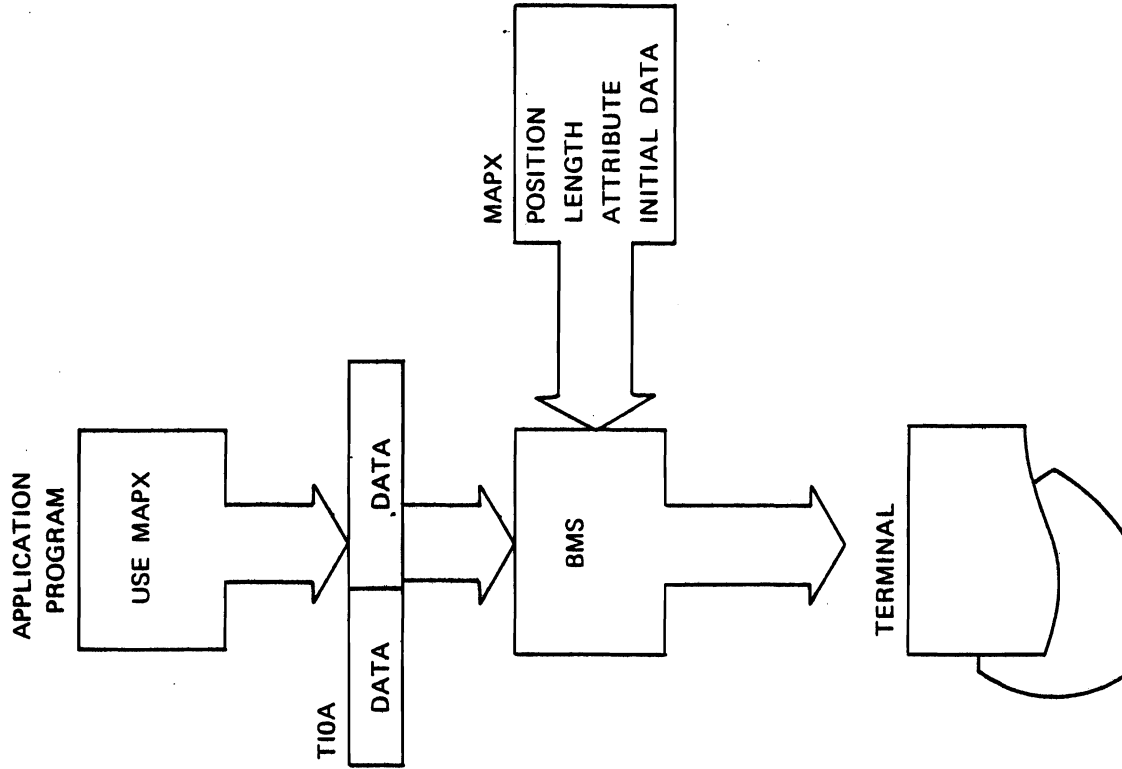 APPLICATION
PROGRAM
USE MAPX
TIOA
DATA
DATA
BMS
MAPX
POSITION
LENGTH
ATTRIBUTE
INITIAL DATA
TERMINAL